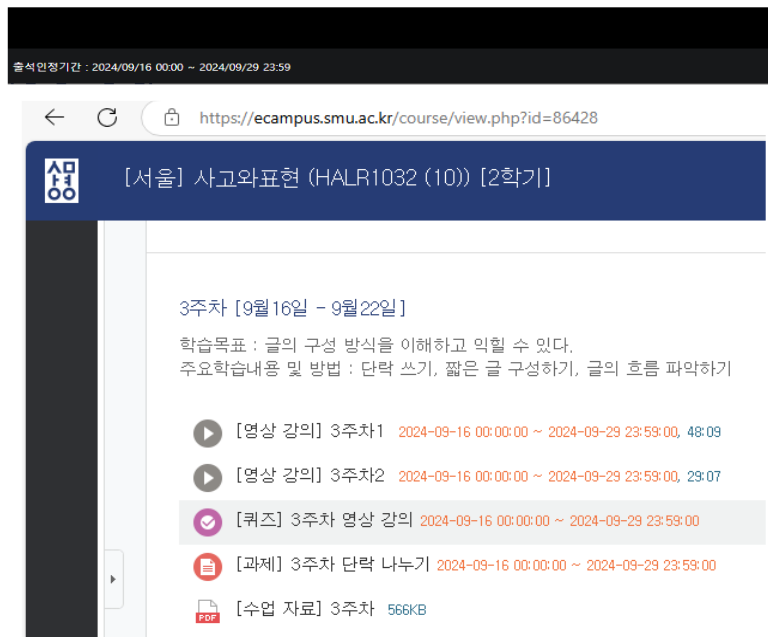 출석인정기간 : 2024/09/16 00:00 ~ 2024/09/29 23:59
https://ecampus.smu.ac.kr/course/view.php?id=86428
상명
[서울] 사고와표현 (HALR1032 (10)) [2학기]
3주차 [9월16일 - 9월22일]
학습목표 : 글의 구성 방식을 이해하고 익힐 수 있다.
주요학습내용 및 방법 : 단락 쓰기, 짧은 글 구성하기, 글의 흐름 파악하기
[영상 강의] 3주차1 2024-09-16 00:00:00 ~ 2024-09-29 23:59:00, 48:09
[영상 강의] 3주차2 2024-09-16 00:00:00 ~ 2024-09-29 23:59:00, 29:07
[퀴즈] 3주차 영상 강의 2024-09-16 00:00:00 ~ 2024-09-29 23:59:00
[과제] 3주차 단락 나누기 2024-09-16 00:00:00 ~ 2024-09-29 23:59:00
PDF [수업 자료] 3주차 566KB